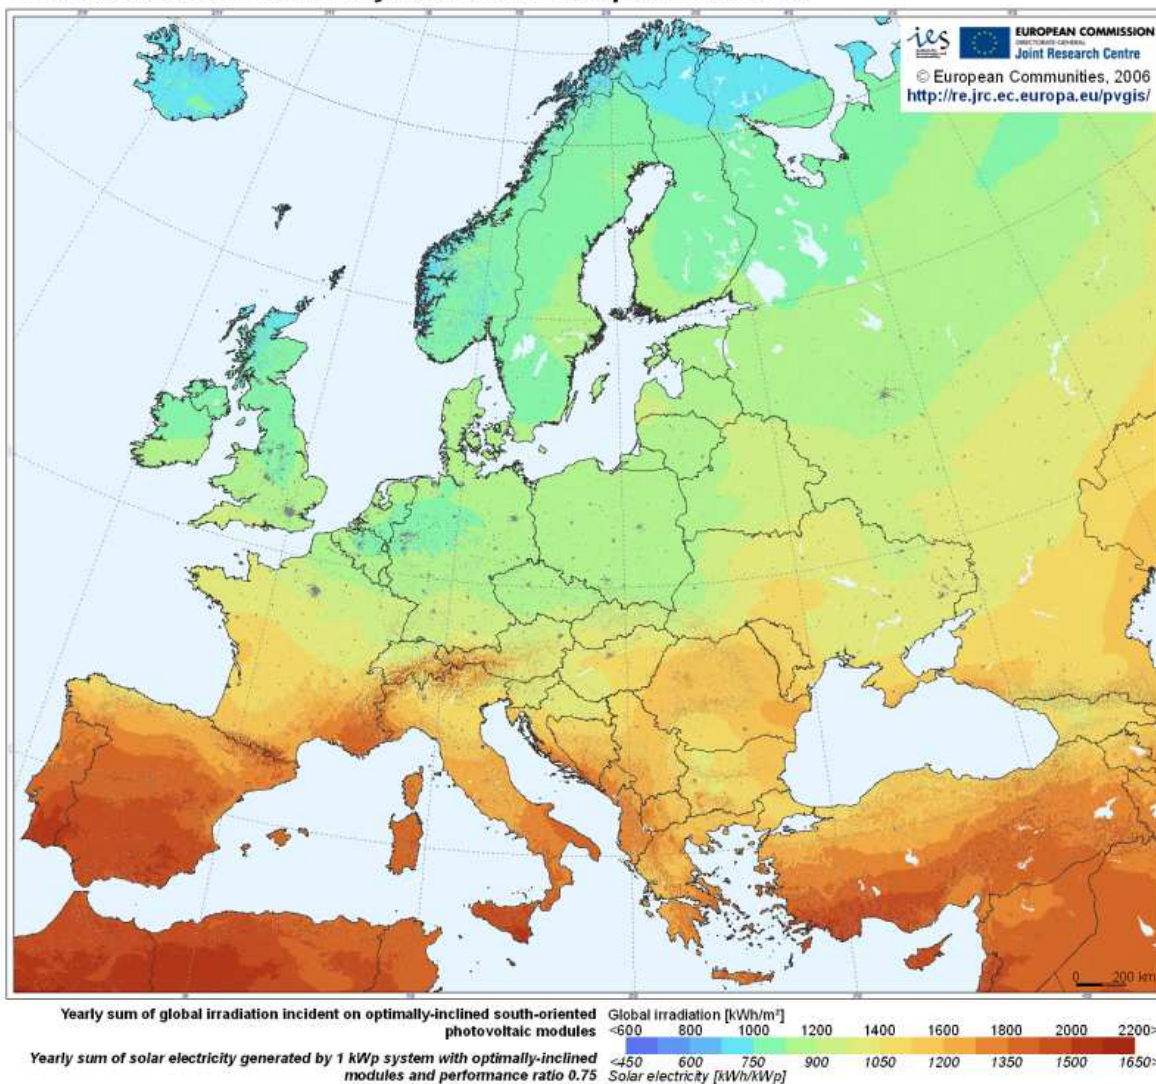 ies
EUROPEAN COMMISSION
DIRECTORATE-GENERAL
Joint Research Centre
© European Communities, 2006
http://re.jrc.ec.europa.eu/pvgis/
0 200 km
Yearly sum of global irradiation incident on optimally-inclined south-oriented
photovoltaic modules
Global irradiation [kWh/m²]
<600 800 1000 1200 1400 1600 1800 2000 2200>
Yearly sum of solar electricity generated by 1 kWp system with optimally-inclined
modules and performance ratio 0.75
<450 600 750 900 1050 1200 1350 1500 1650>
Solar electricity [kWh/kWp]